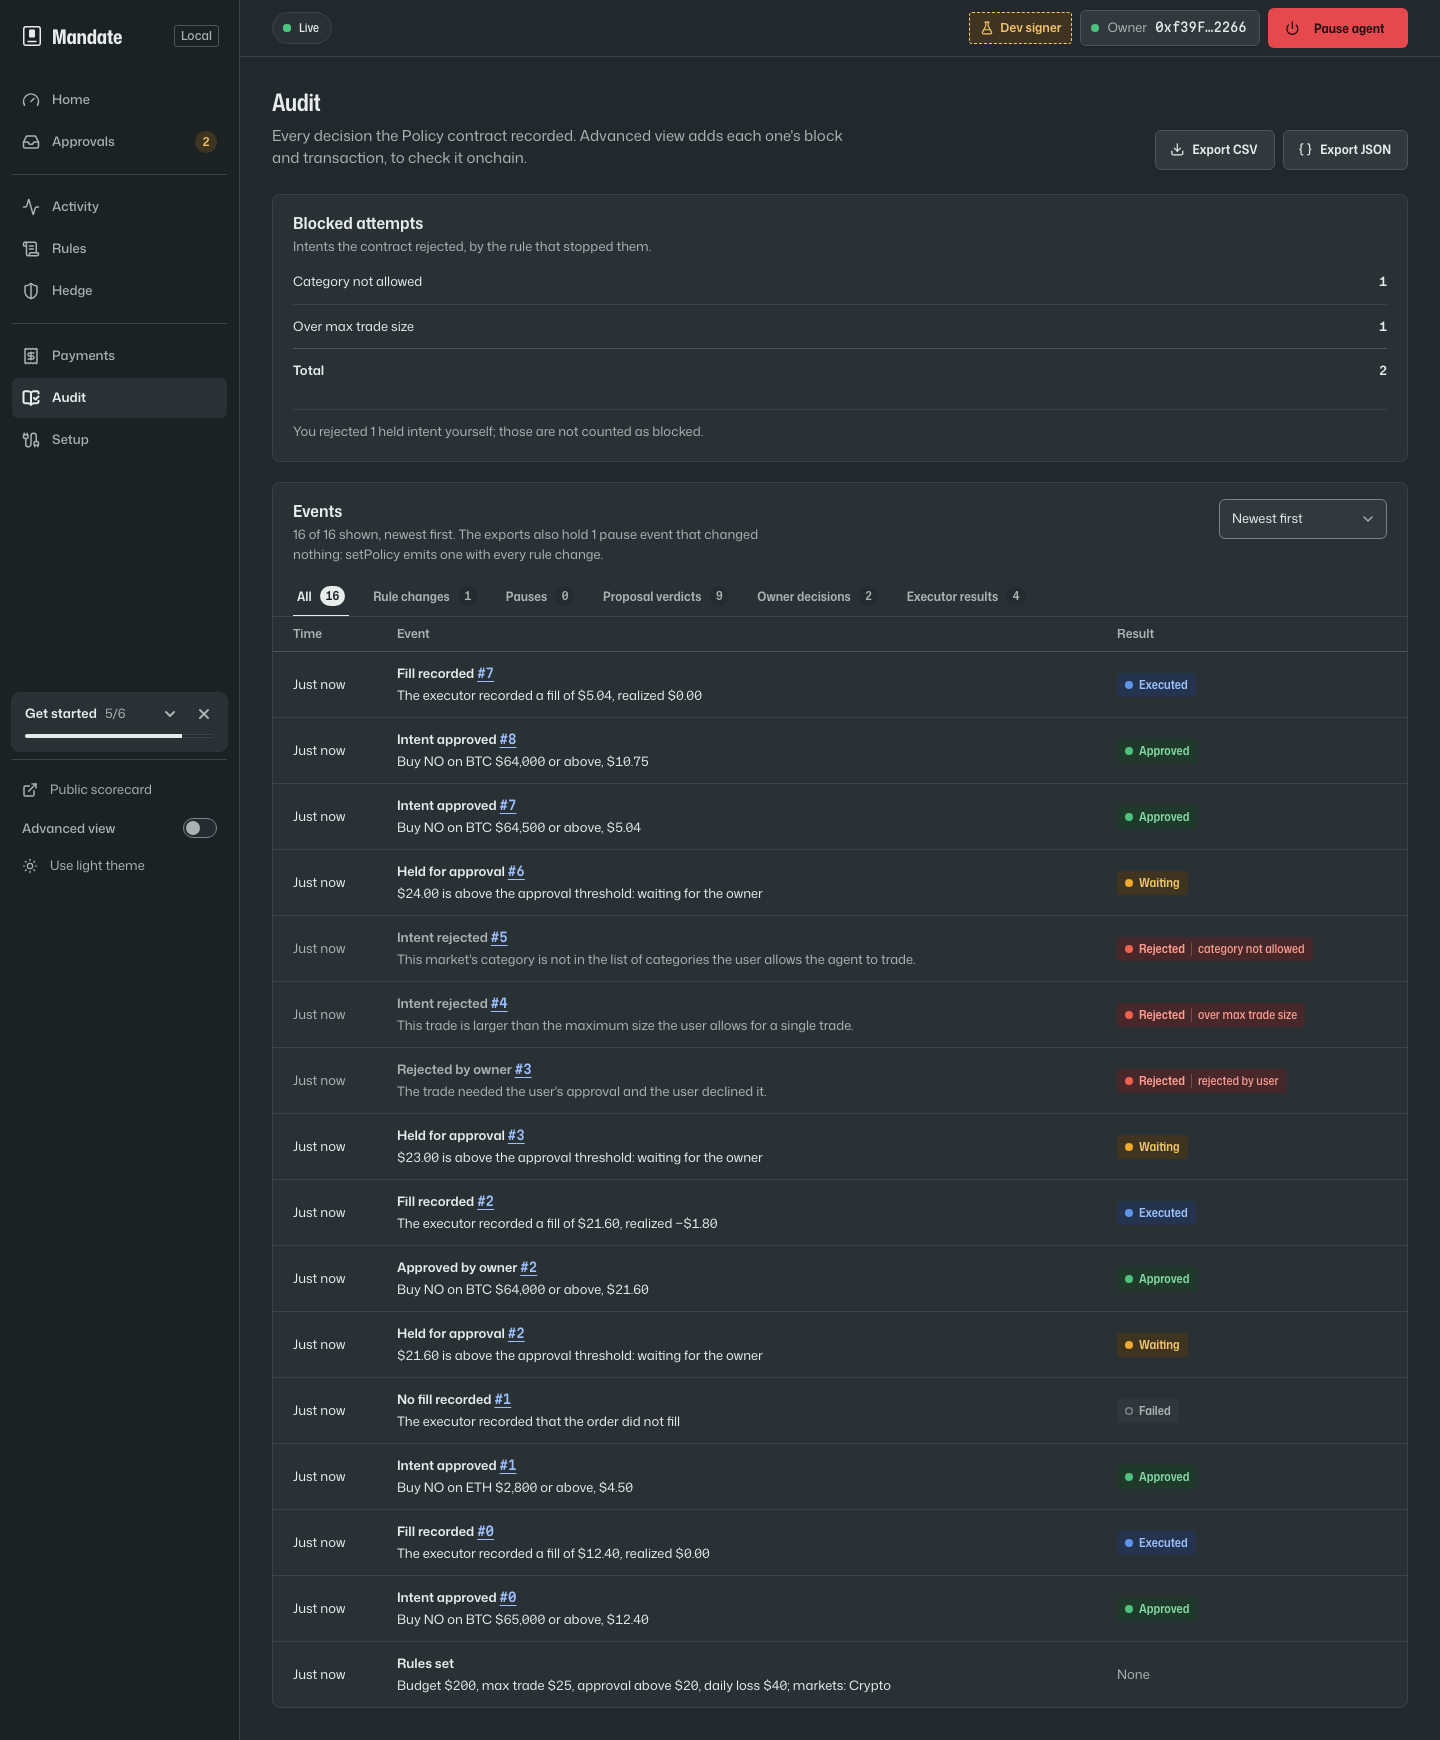 Mandate
Local
Home
Approvals 2
Activity
Rules
Hedge
Payments
Audit
Setup
Get started 5/6
Public scorecard
Advanced view
Use light theme
Live
Dev signer
Owner 0xf39F…2266
Pause agent
Audit
Every decision the Policy contract recorded. Advanced view adds each one's block
and transaction, to check it onchain.
Export CSV
Export JSON
Blocked attempts
Intents the contract rejected, by the rule that stopped them.
Category not allowed 1
Over max trade size 1
Total 2
You rejected 1 held intent yourself; those are not counted as blocked.
Events
16 of 16 shown, newest first. The exports also hold 1 pause event that changed
nothing: setPolicy emits one with every rule change.
Newest first
All 16 Rule changes 1 Pauses 0 Proposal verdicts 9 Owner decisions 2 Executor results 4
Time Event Result
Just now
Fill recorded #7
The executor recorded a fill of $5.04, realized $0.00
Executed
Just now
Intent approved #8
Buy NO on BTC $64,000 or above, $10.75
Approved
Just now
Intent approved #7
Buy NO on BTC $64,500 or above, $5.04
Approved
Just now
Held for approval #6
$24.00 is above the approval threshold: waiting for the owner
Waiting
Just now
Intent rejected #5
This market's category is not in the list of categories the user allows the agent to trade.
Rejected | category not allowed
Just now
Intent rejected #4
This trade is larger than the maximum size the user allows for a single trade.
Rejected | over max trade size
Just now
Rejected by owner #3
The trade needed the user's approval and the user declined it.
Rejected | rejected by user
Just now
Held for approval #3
$23.00 is above the approval threshold: waiting for the owner
Waiting
Just now
Fill recorded #2
The executor recorded a fill of $21.60, realized −$1.80
Executed
Just now
Approved by owner #2
Buy NO on BTC $64,000 or above, $21.60
Approved
Just now
Held for approval #2
$21.60 is above the approval threshold: waiting for the owner
Waiting
Just now
No fill recorded #1
The executor recorded that the order did not fill
Failed
Just now
Intent approved #1
Buy NO on ETH $2,800 or above, $4.50
Approved
Just now
Fill recorded #0
The executor recorded a fill of $12.40, realized $0.00
Executed
Just now
Intent approved #0
Buy NO on BTC $65,000 or above, $12.40
Approved
Just now
Rules set
Budget $200, max trade $25, approval above $20, daily loss $40; markets: Crypto
None